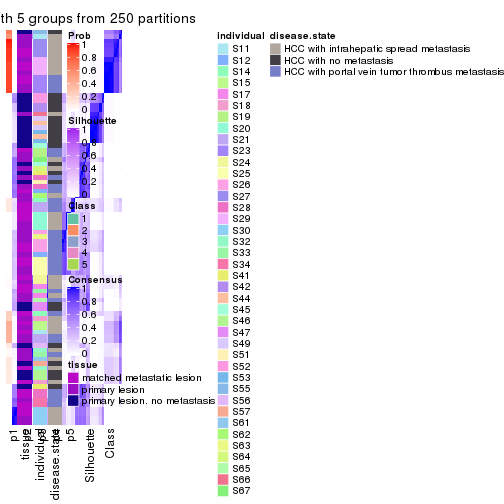 th 5 groups from 250 partitions
Prob
1
0.8
0.6
0.4
0.2
0
Silhouette
1
0.8
0.6
0.4
0.2
0
Class
1
2
3
4
5
Consensus
1
0.8
0.6
0.4
0.2
0
tissue
matched metastatic lesion
primary lesion
primary lesion. no metastasis
individual
S11
S12
S14
S15
S17
S18
S19
S20
S21
S23
S24
S25
S26
S27
S28
S29
S30
S32
S33
S34
S41
S42
S44
S45
S46
S47
S49
S51
S52
S53
S55
S56
S57
S61
S62
S63
S64
S65
S66
S67
disease.state
HCC with intrahepatic spread metastasis
HCC with no metastasis
HCC with portal vein tumor thrombus metastasis
p1
tissue
individual
disease.state
p5
Silhouette
Class